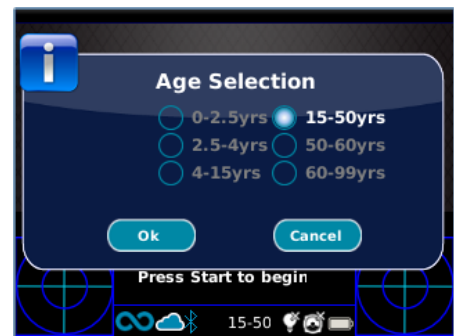 Age Selection
0-2.5yrs 15-50yrs
2.5-4yrs 50-60yrs
4-15yrs 60-99yrs
Ok Cancel
Press Start to begin
15-50